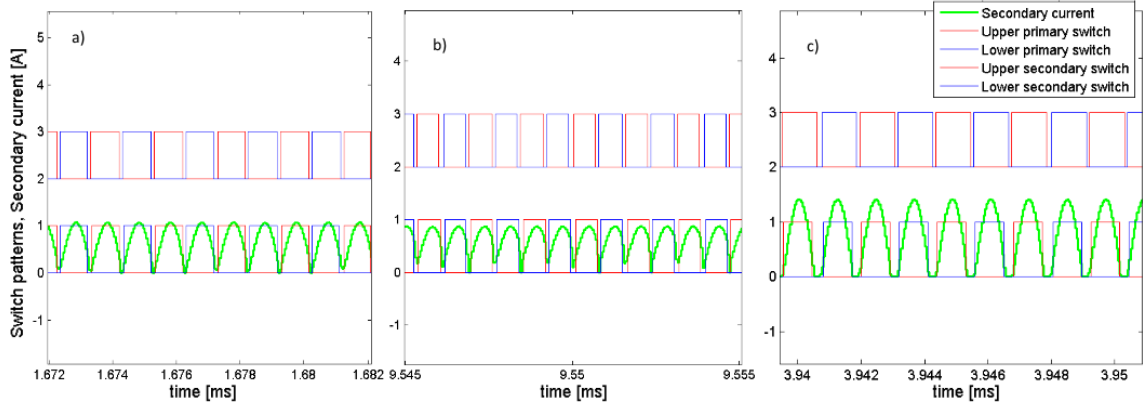 Switch patterns, Secondary current [A]
a)
5
4
3
2
1
0
-1
1.672
1.674
1.676
1.678
1.68
1.682
time [ms]
b)
4
3
2
1
0
-1
9.545
9.55
9.555
time [ms]
c)
4
3
2
1
0
-1
3.94
3.942
3.944
3.946
3.948
3.95
time [ms]
Secondary current
Upper primary switch
Lower primary switch
Upper secondary switch
Lower secondary switch